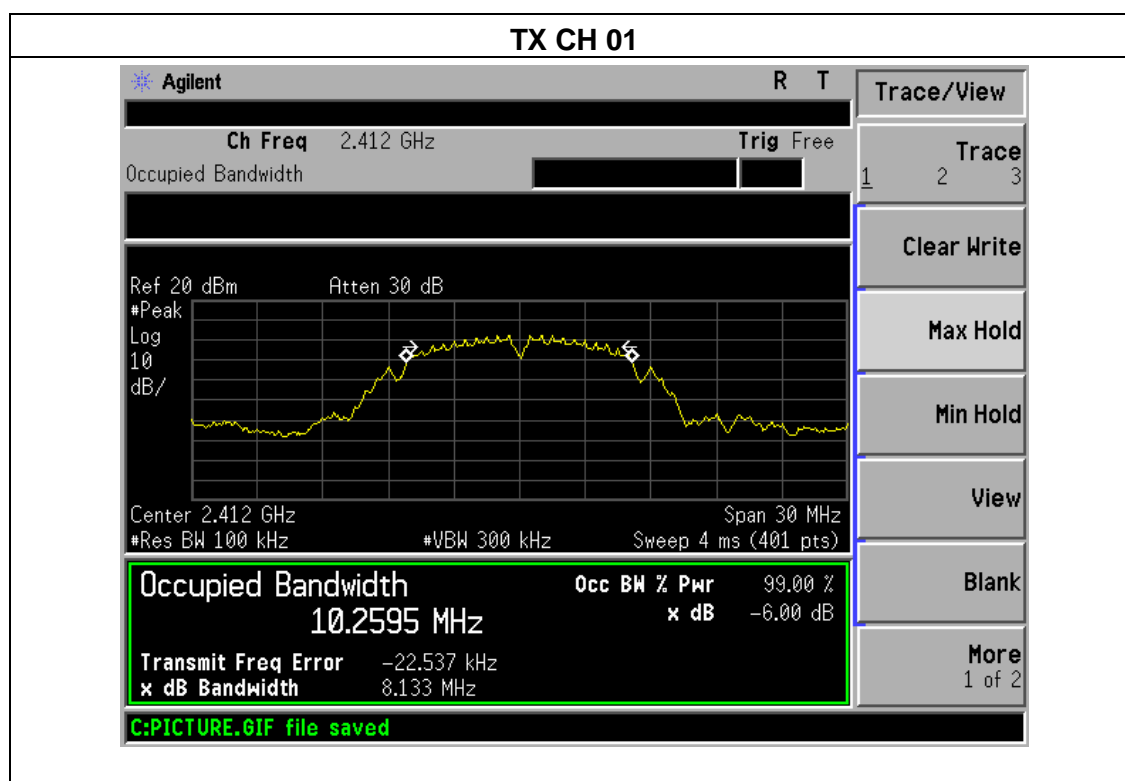 TX CH 01
Agilent R T
Trace/View
Ch Freq 2.412 GHz Trig Free
Occupied Bandwidth
Trace
1 2 3
Clear Write
Ref 20 dBm Atten 30 dB
#Peak
Log
10
dB/
Max Hold
Min Hold
View
Center 2.412 GHz Span 30 MHz
#Res BW 100 kHz #VBW 300 kHz Sweep 4 ms (401 pts)
Occupied Bandwidth Occ BW % Pwr 99.00 %
10.2595 MHz x dB -6.00 dB
Blank
Transmit Freq Error -22.537 kHz
x dB Bandwidth 8.133 MHz
More
1 of 2
C:PICTURE.GIF file saved